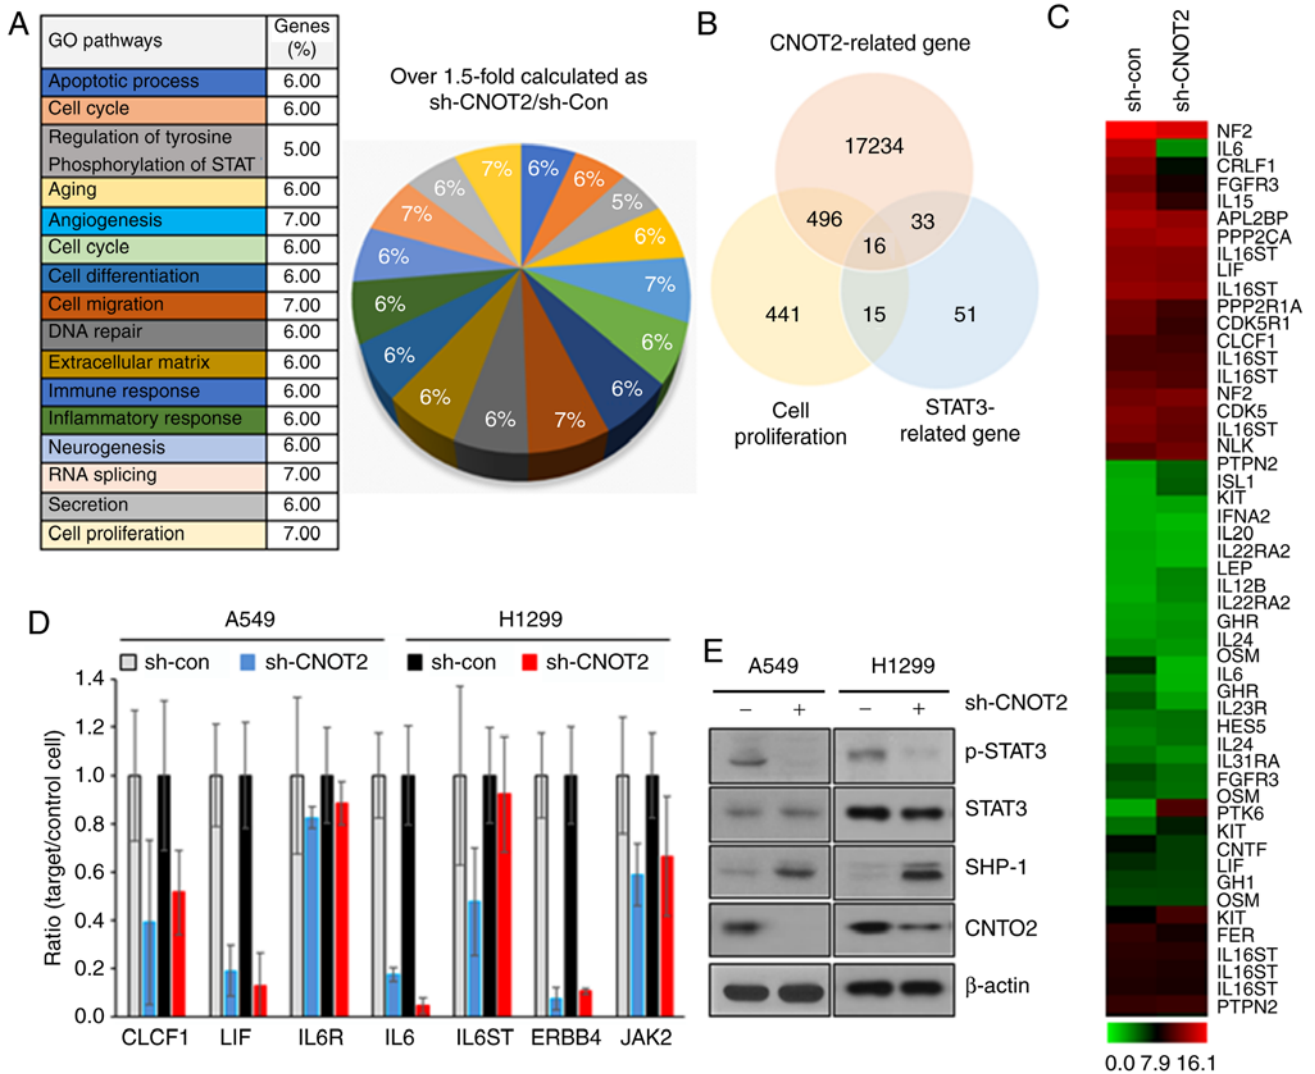 A
GO pathways
Genes
(%)
Apoptotic process 6.00
Cell cycle 6.00
Regulation of tyrosine
Phosphorylation of STAT 5.00
Aging 6.00
Angiogenesis 7.00
Cell cycle 6.00
Cell differentiation 6.00
Cell migration 7.00
DNA repair 6.00
Extracellular matrix 6.00
Immune response 6.00
Inflammatory response 6.00
Neurogenesis 6.00
RNA splicing 7.00
Secretion 6.00
Cell proliferation 7.00
Over 1.5-fold calculated as
sh-CNOT2/sh-Con
6%
6%
5%
6%
7%
6%
6%
7%
6%
6%
6%
6%
6%
7%
6%
7%
B
CNOT2-related gene
17234
496
33
16
441
15
51
Cell
proliferation
STAT3-
related gene
C
sh-con
sh-CNOT2
NF2
IL6
CRLF1
FGFR3
IL15
APL2BP
PPP2CA
IL16ST
LIF
IL16ST
PPP2R1A
CDK5R1
CLCF1
IL16ST
IL16ST
NF2
CDK5
IL16ST
NLK
PTPN2
ISL1
KIT
IFNA2
IL20
IL22RA2
LEP
IL12B
IL22RA2
GHR
IL24
OSM
IL6
GHR
IL23R
HES5
IL24
IL31RA
FGFR3
OSM
PTK6
KIT
CNTF
LIF
GH1
OSM
KIT
FER
IL16ST
IL16ST
IL16ST
PTPN2
0.0 7.9 16.1
D
A549 H1299
sh-con sh-CNOT2 sh-con sh-CNOT2
Ratio (target/control cell)
1.4
1.2
1.0
0.8
0.6
0.4
0.2
0.0
CLCF1 LIF IL6R IL6 IL6ST ERBB4 JAK2
E
A549 H1299
– + – + sh-CNOT2
p-STAT3
STAT3
SHP-1
CNTO2
β-actin